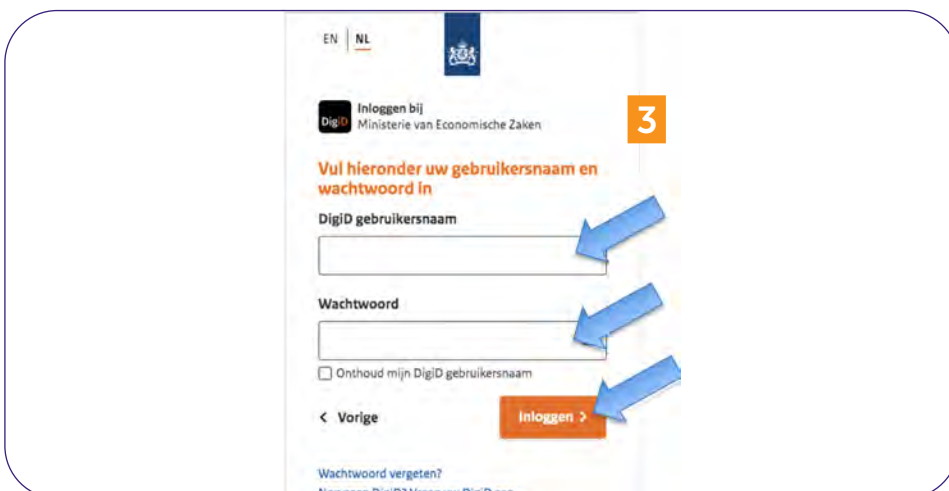 EN | NL
DigiD
Inloggen bij
Ministerie van Economische Zaken
3
Vul hieronder uw gebruikersnaam en
wachtwoord in
DigiD gebruikersnaam
Wachtwoord
Onthoud mijn DigiD gebruikersnaam
< Vorige
Inloggen >
Wachtwoord vergeten?